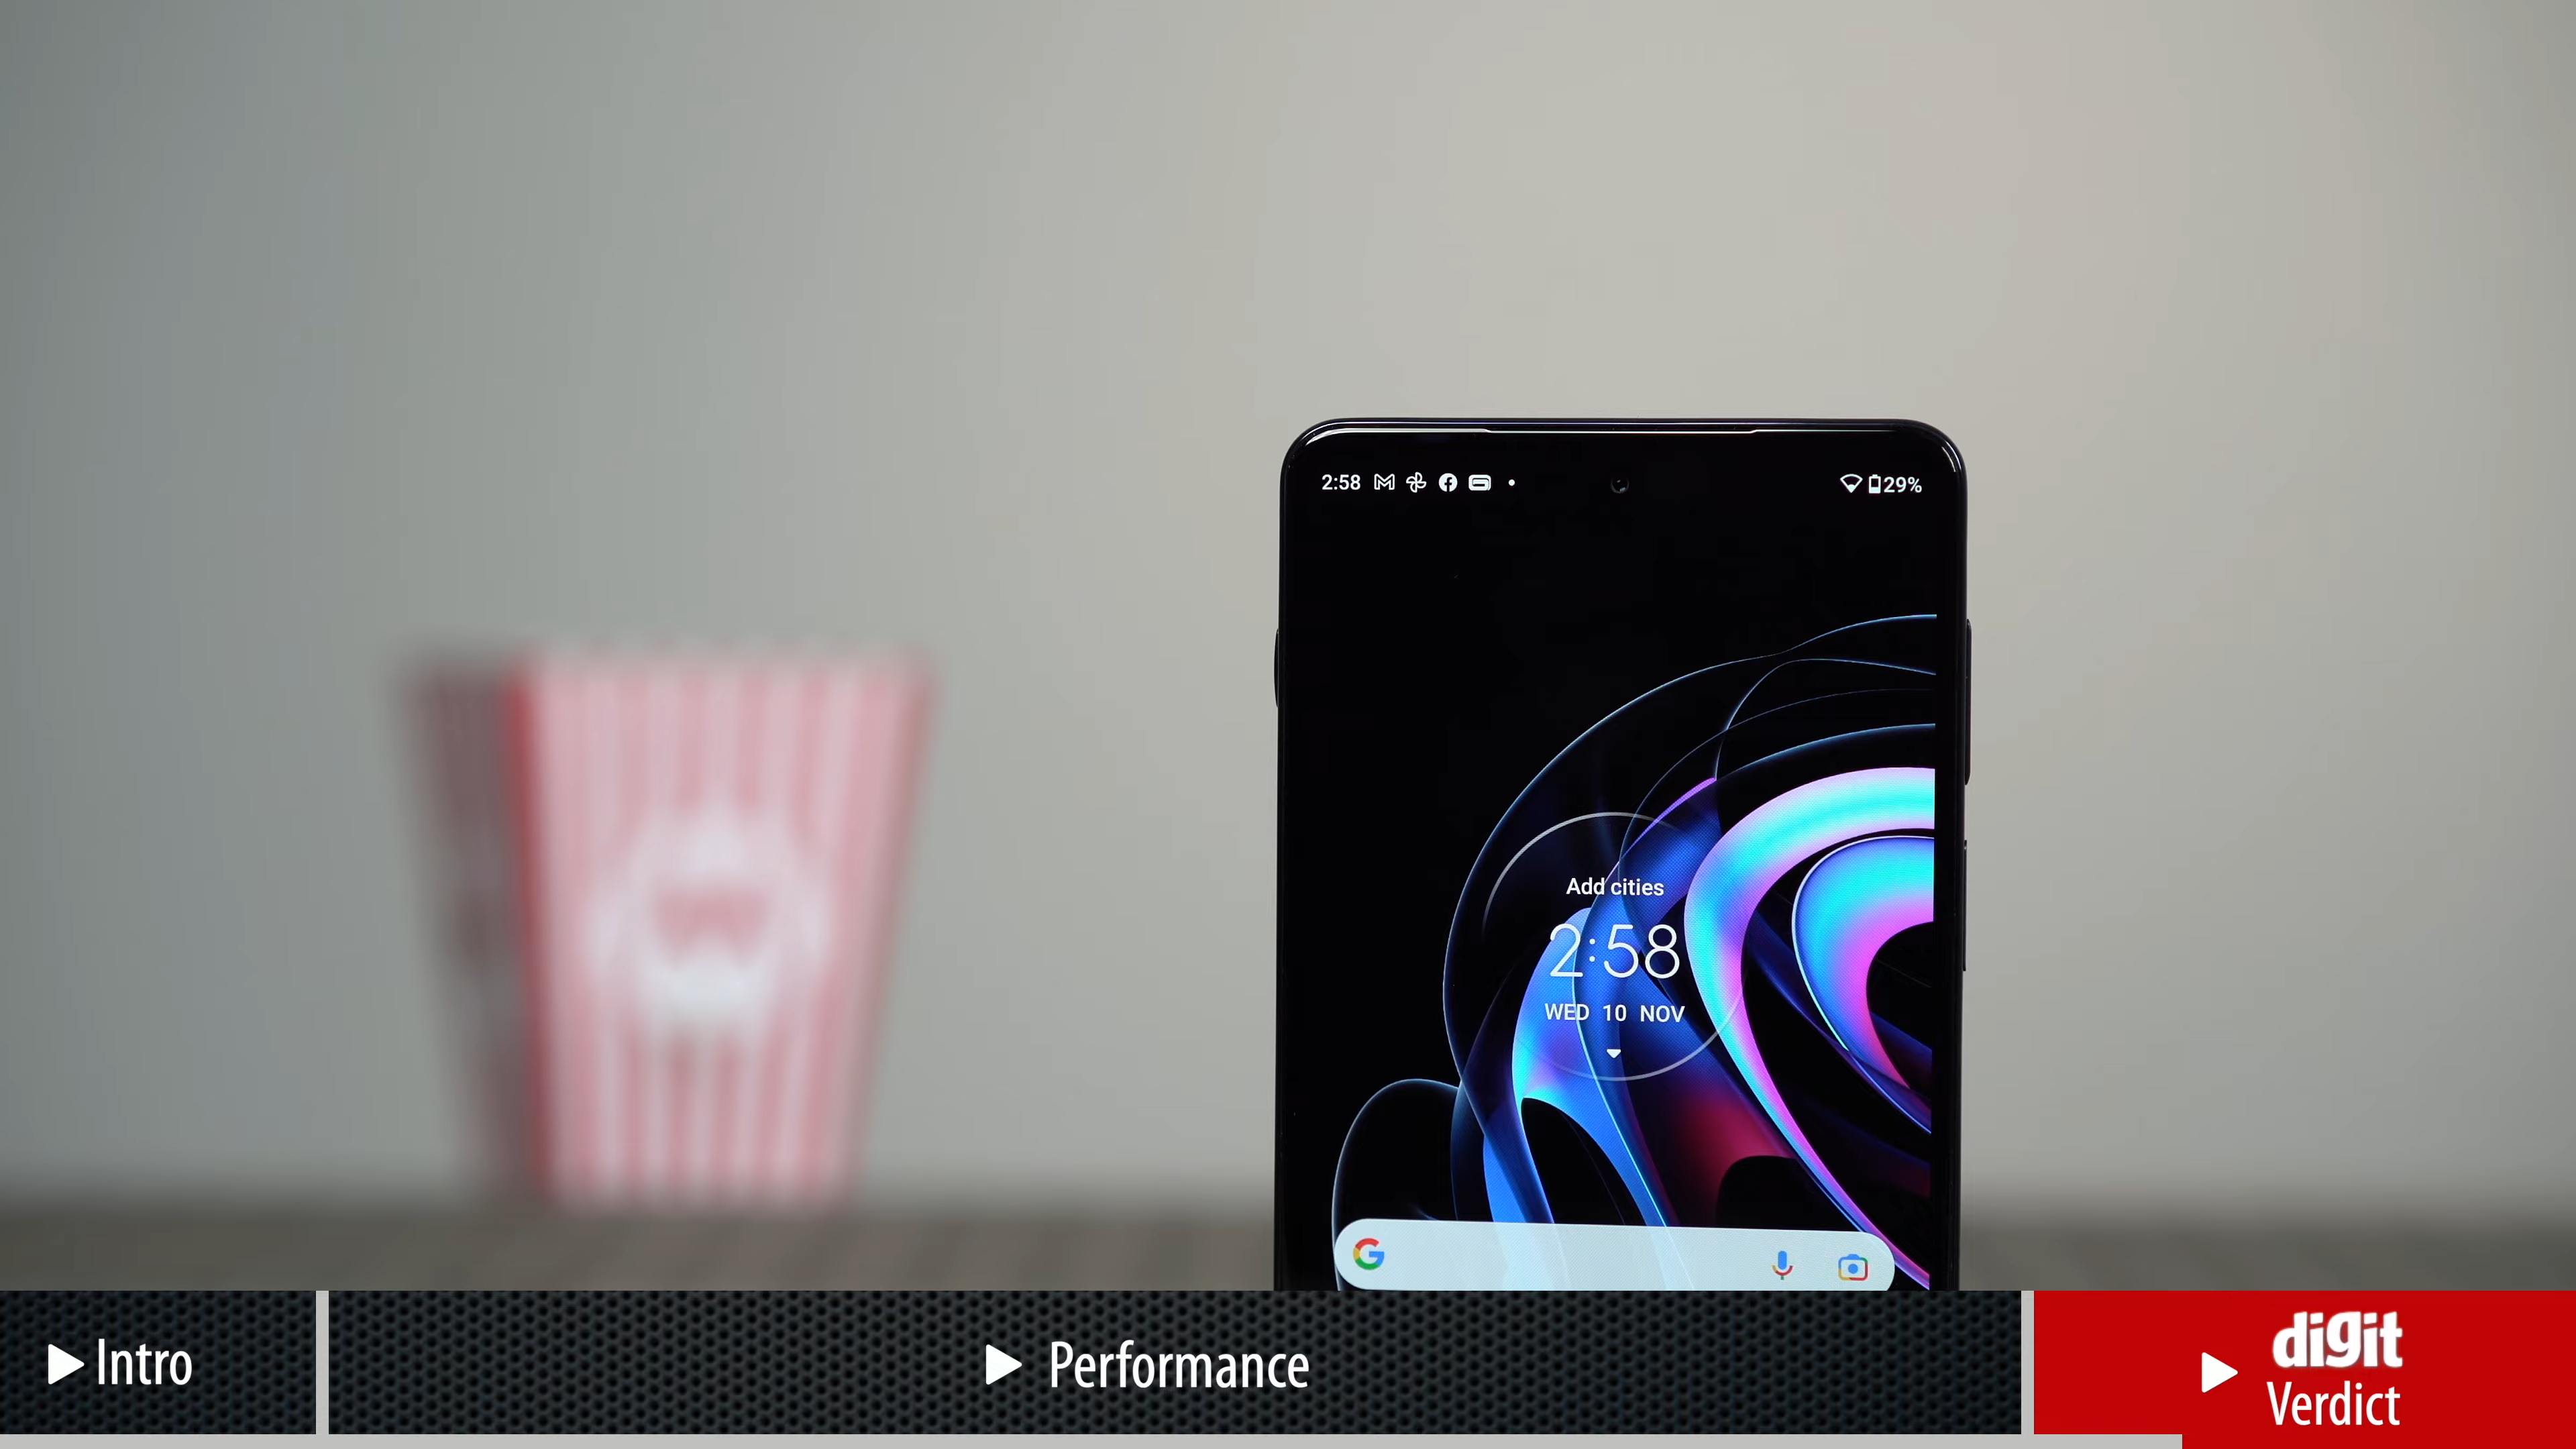 2:58
29%
Add cities
2:58
WED 10 NOV
Intro
Performance
digit
Verdict